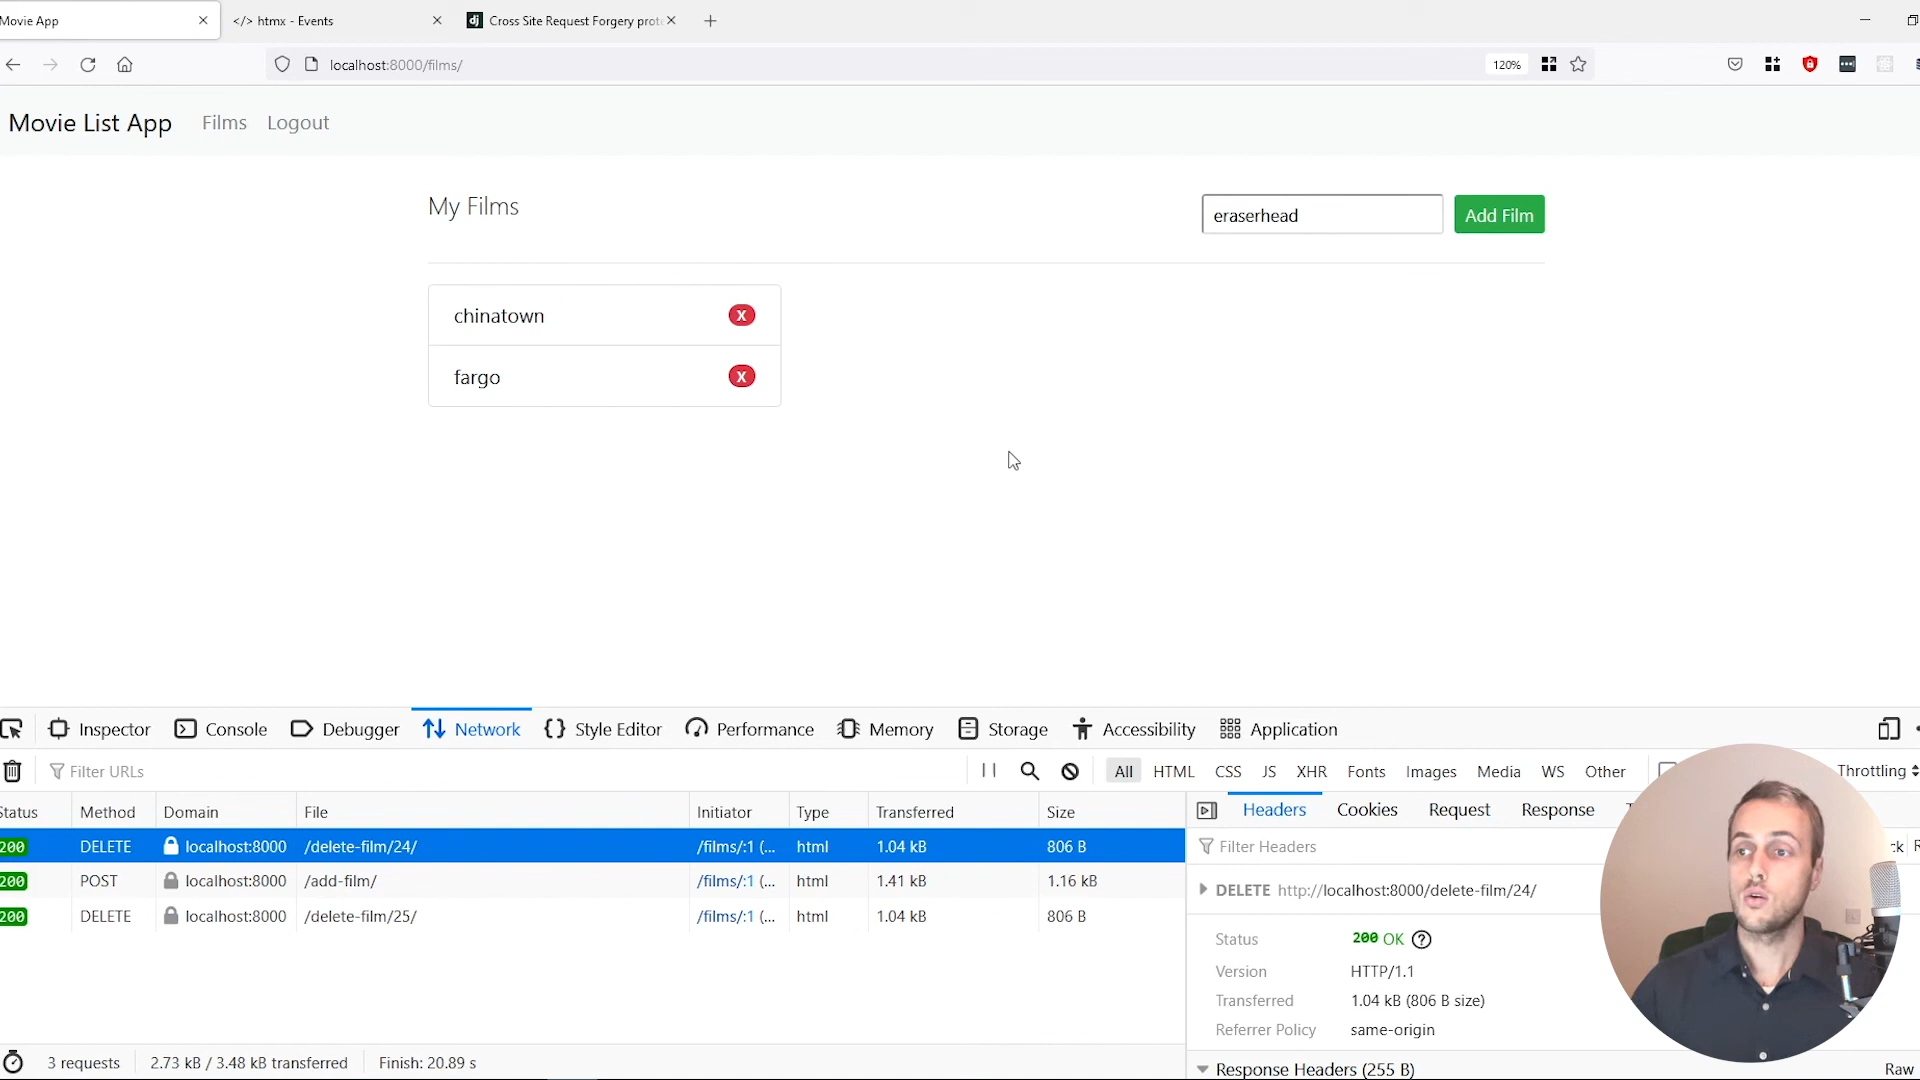 Movie App
</> htmx - Events
dj Cross Site Request Forgery prot
localhost:8000/films/
120%
Movie List App Films Logout
My Films
eraserhead
Add Film
chinatown X
fargo X
Inspector Console Debugger Network Style Editor Performance Memory Storage Accessibility Application
Filter URLs
All HTML CSS JS XHR Fonts Images Media WS Other
Throttling
Status Method Domain File Initiator Type Transferred Size
200 DELETE localhost:8000 /delete-film/24/ /films/:1 (... html 1.04 kB 806 B
200 POST localhost:8000 /add-film/ /films/:1 (... html 1.41 kB 1.16 kB
200 DELETE localhost:8000 /delete-film/25/ /films/:1 (... html 1.04 kB 806 B
Headers Cookies Request Response
Filter Headers
DELETE http://localhost:8000/delete-film/24/
Status 200 OK
Version HTTP/1.1
Transferred 1.04 kB (806 B size)
Referrer Policy same-origin
Response Headers (255 B)
Raw
3 requests 2.73 kB / 3.48 kB transferred Finish: 20.89 s